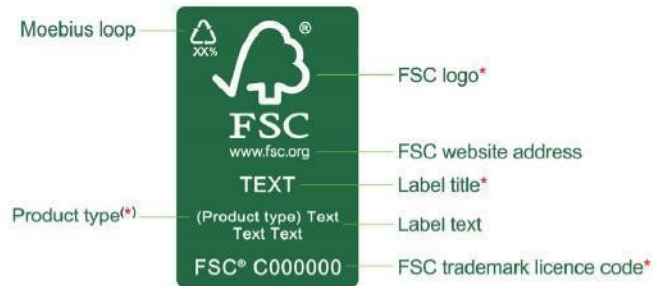 Moebius loop
XX%
®
FSC logo*
FSC
www.fsc.org
FSC website address
TEXT
Label title*
Product type(*)
(Product type) Text
Text Text
Label text
FSC® C000000
FSC trademark licence code*